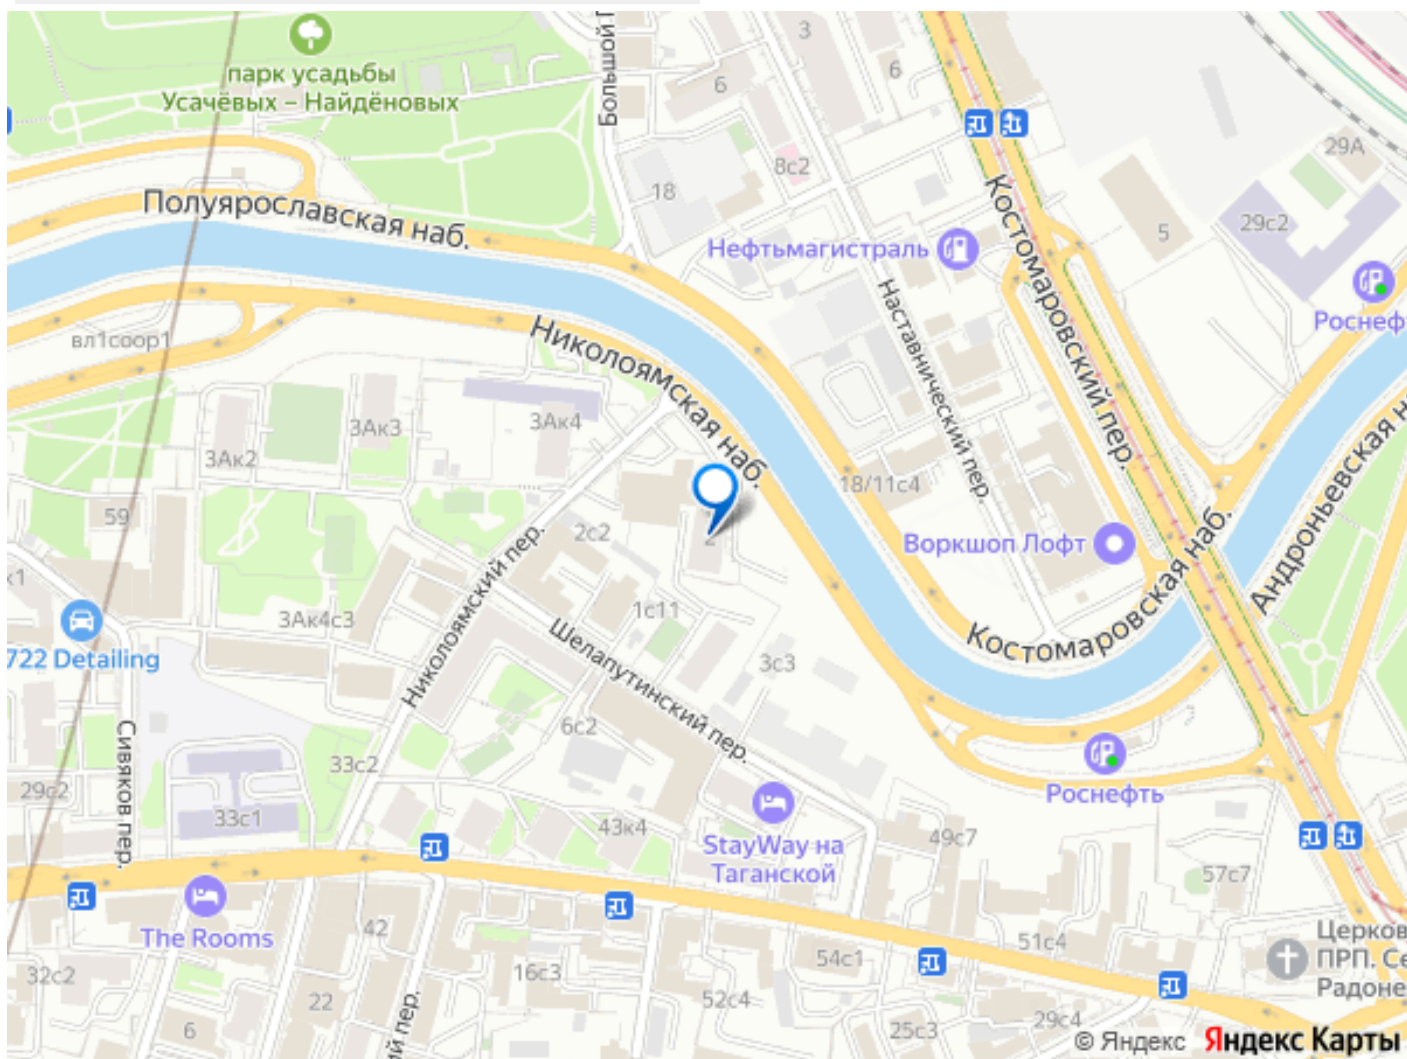 парк усадьбы
Усачёвых – Найдёновых
Большой
3
6
6
8с2
18
29А
29с2
5
Полуярославская наб.
Нефтьмагистраль
Костомаровский пер.
Наставнический пер.
Роснеф
вл1соор1
Николоямская наб.
3Ак3
3Ак4
3Ак2
59
2с2
2
18/11с4
Воркшоп Лофт
Андроньевская н
Костомаровская наб.
Николоямский пер.
к1
3Ак4с3
1с11
Шелапутинский пер.
3с3
722 Detailing
Сивяков пер.
6с2
33с2
29с2
33с1
43к4
Роснефть
StayWay на
Таганской
49с7
57с7
The Rooms
42
Церков
ПРП. Се
Радоне
32с2
22
6
ий пер.
16с3
52с4
54с1
51с4
25с3
29с4
© Яндекс Яндекс Карты